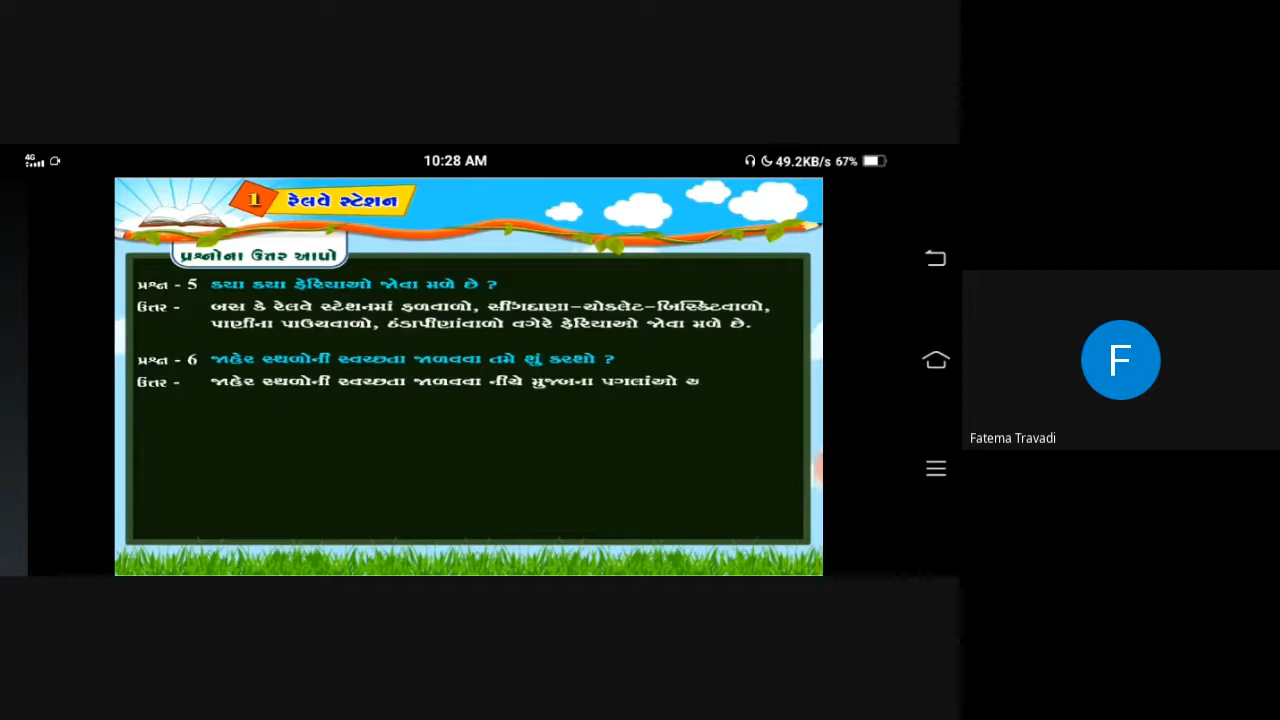 4G
10:28 AM
49.2KB/s 67%
1 રેલવે સ્ટેશન
પ્રશ્નોના ઉત્તર આપો
પ્રશ્ન - 5 કયા કયા ફેરિયાઓ જોવા મળે છે ?
ઉત્તર - બસ કે રેલવે સ્ટેશનમાં ફળવાળો, સીંગદાણા-ચોકલેટ-બિસ્કિટવાળો,
પાણીના પાઉચવાળો, ઠંડાપીણાંવાળો વગેરે ફેરિયાઓ જોવા મળે છે.
પ્રશ્ન - 6 જાહેર સ્થળોની સ્વચ્છતા જાળવવા તમે શું કરશો ?
ઉત્તર - જાહેર સ્થળોની સ્વચ્છતા જાળવવા નીચે મુજબના પગલાંઓ ચ
F
Fatema Travadi